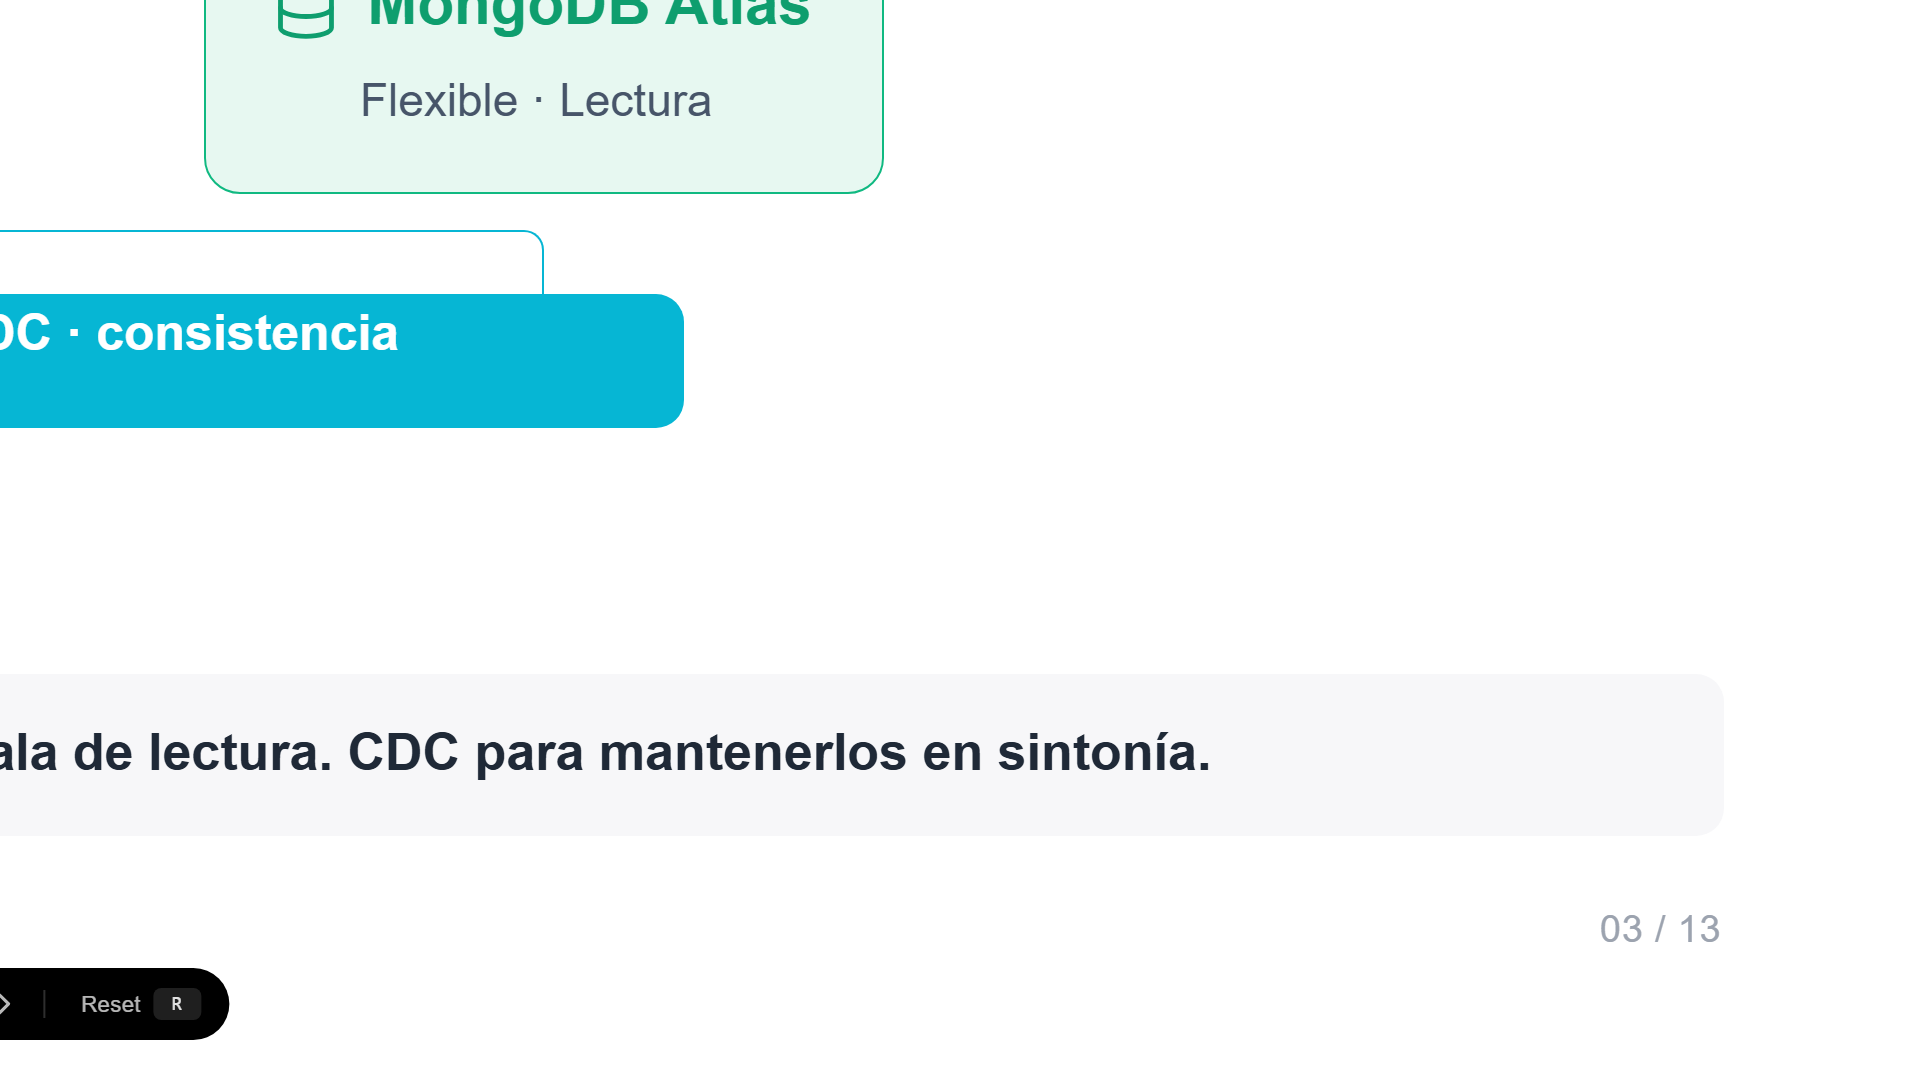 MongoDB Atlas
Flexible · Lectura
DC · consistencia
ala de lectura. CDC para mantenerlos en sintonía.
03 / 13
Reset R